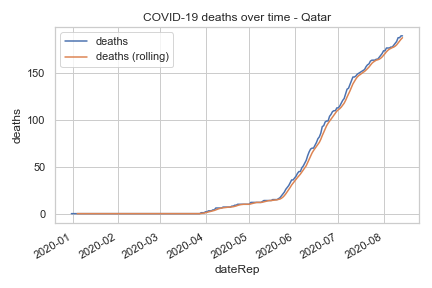 COVID-19 deaths over time - Qatar
deaths
deaths (rolling)
150
100
50
0
deaths
2020-01
2020-02
2020-03
2020-04
2020-05
2020-06
2020-07
2020-08
dateRep